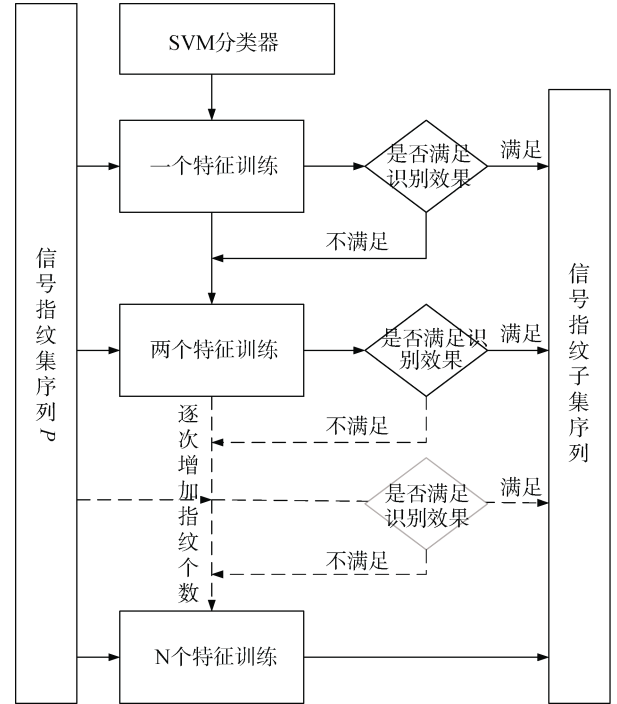 SVM分类器
一个特征训练
是否满足
识别效果
满足
不满足
信号指纹集序列P
信号指纹子集序列
两个特征训练
是否满足识
别效果
满足
不满足
逐次增加指纹个数
是否满足
识别效果
满足
不满足
N个特征训练